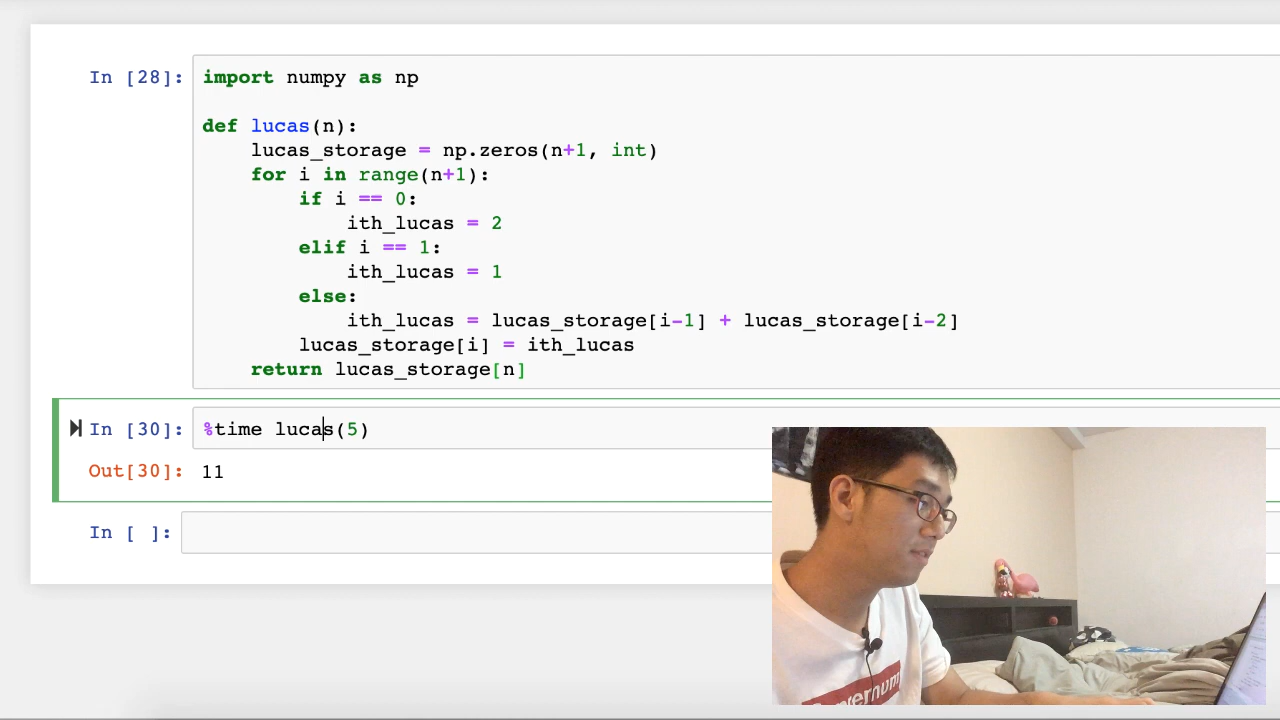 In [28]:
import numpy as np
def lucas(n):
lucas_storage = np.zeros(n+1, int)
for i in range(n+1):
if i == 0:
ith_lucas = 2
elif i == 1:
ith_lucas = 1
else:
ith_lucas = lucas_storage[i-1] + lucas_storage[i-2]
lucas_storage[i] = ith_lucas
return lucas_storage[n]
In [30]:
%time lucas(5)
Out[30]:
11
In [ ]: